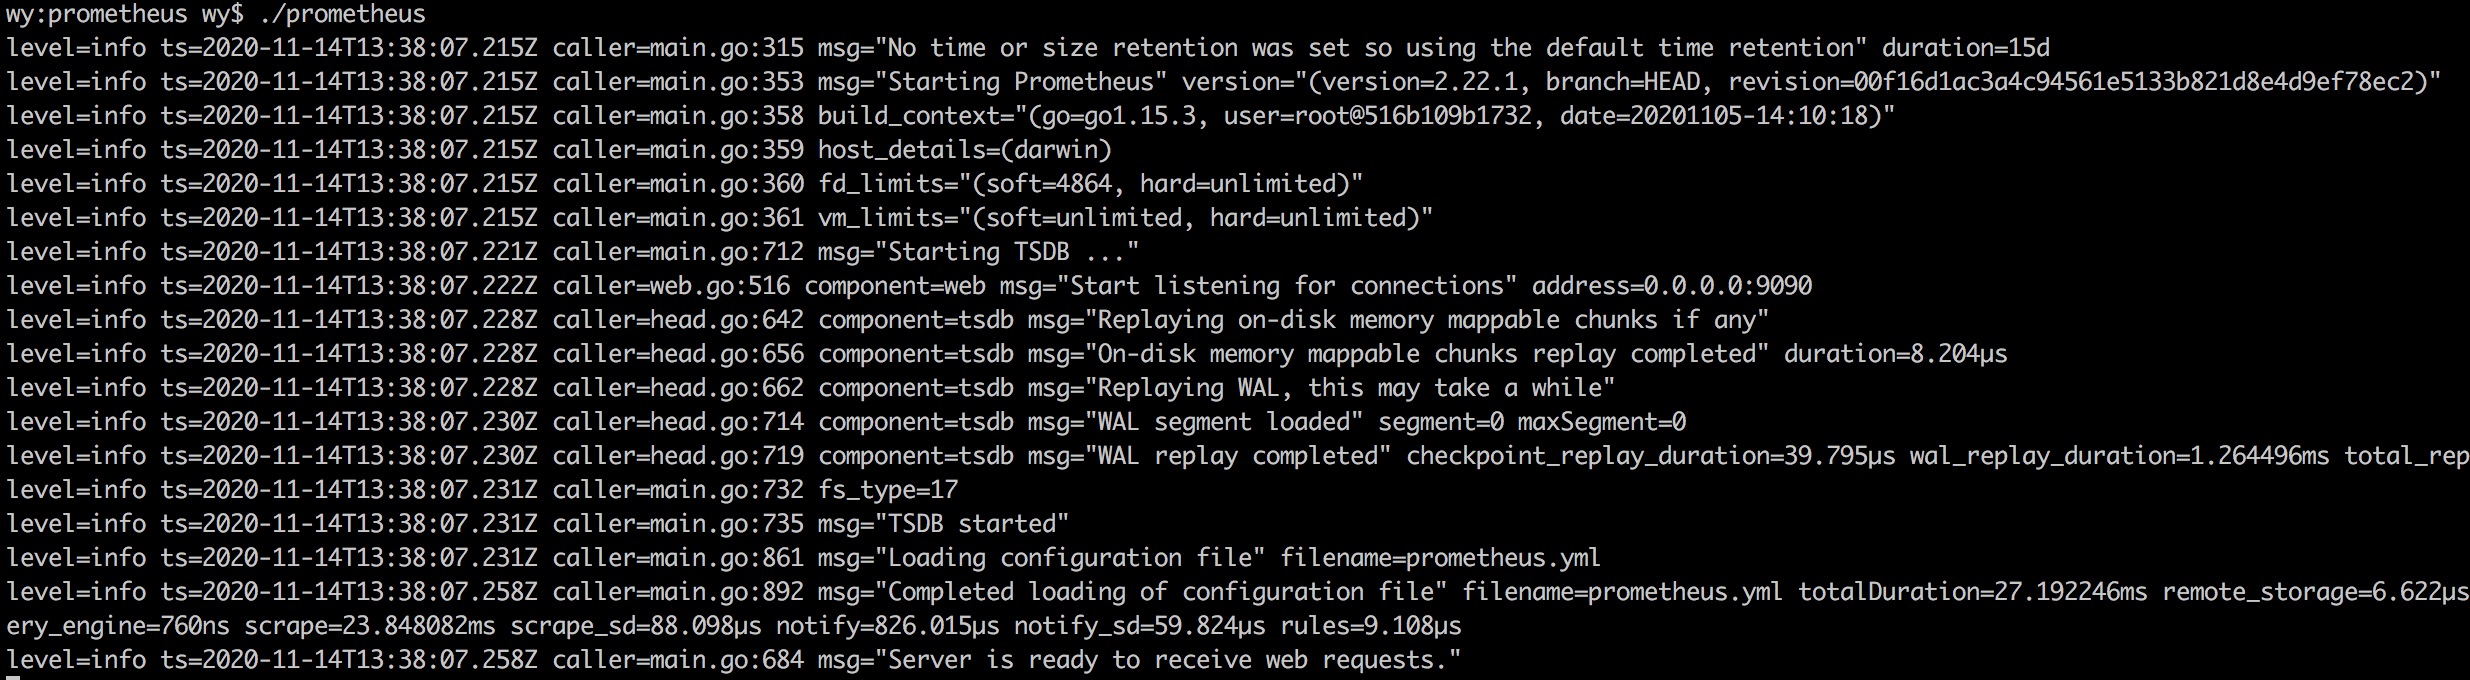 wy:prometheus wy$ ./prometheus
level=info ts=2020-11-14T13:38:07.215Z caller=main.go:315 msg="No time or size retention was set so using the default time retention" duration=15d
level=info ts=2020-11-14T13:38:07.215Z caller=main.go:353 msg="Starting Prometheus" version="(version=2.22.1, branch=HEAD, revision=00f16d1ac3a4c94561e5133b821d8e4d9ef78ec2)"
level=info ts=2020-11-14T13:38:07.215Z caller=main.go:358 build_context="(go=go1.15.3, user=root@516b109b1732, date=20201105-14:10:18)"
level=info ts=2020-11-14T13:38:07.215Z caller=main.go:359 host_details=(darwin)
level=info ts=2020-11-14T13:38:07.215Z caller=main.go:360 fd_limits="(soft=4864, hard=unlimited)"
level=info ts=2020-11-14T13:38:07.215Z caller=main.go:361 vm_limits="(soft=unlimited, hard=unlimited)"
level=info ts=2020-11-14T13:38:07.221Z caller=main.go:712 msg="Starting TSDB ..."
level=info ts=2020-11-14T13:38:07.222Z caller=web.go:516 component=web msg="Start listening for connections" address=0.0.0.0:9090
level=info ts=2020-11-14T13:38:07.228Z caller=head.go:642 component=tsdb msg="Replaying on-disk memory mappable chunks if any"
level=info ts=2020-11-14T13:38:07.228Z caller=head.go:656 component=tsdb msg="On-disk memory mappable chunks replay completed" duration=8.204µs
level=info ts=2020-11-14T13:38:07.228Z caller=head.go:662 component=tsdb msg="Replaying WAL, this may take a while"
level=info ts=2020-11-14T13:38:07.230Z caller=head.go:714 component=tsdb msg="WAL segment loaded" segment=0 maxSegment=0
level=info ts=2020-11-14T13:38:07.230Z caller=head.go:719 component=tsdb msg="WAL replay completed" checkpoint_replay_duration=39.795µs wal_replay_duration=1.264496ms total_rep
level=info ts=2020-11-14T13:38:07.231Z caller=main.go:732 fs_type=17
level=info ts=2020-11-14T13:38:07.231Z caller=main.go:735 msg="TSDB started"
level=info ts=2020-11-14T13:38:07.231Z caller=main.go:861 msg="Loading configuration file" filename=prometheus.yml
level=info ts=2020-11-14T13:38:07.258Z caller=main.go:892 msg="Completed loading of configuration file" filename=prometheus.yml totalDuration=27.192246ms remote_storage=6.622µs
ery_engine=760ns scrape=23.848082ms scrape_sd=88.098µs notify=826.015µs notify_sd=59.824µs rules=9.108µs
level=info ts=2020-11-14T13:38:07.258Z caller=main.go:684 msg="Server is ready to receive web requests."